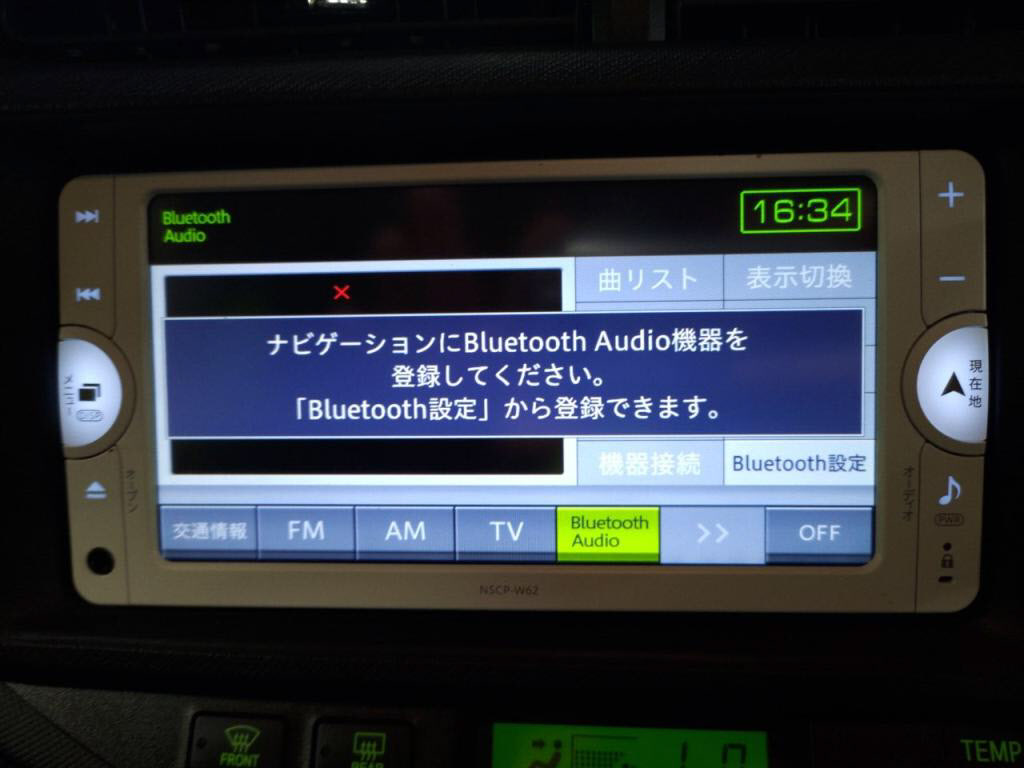 Bluetooth
Audio
16:34
曲リスト
表示切換
ナビゲーションにBluetooth Audio機器を
登録してください。
「Bluetooth設定」から登録できます。
機器接続
Bluetooth設定
交通情報
FM
AM
TV
Bluetooth
Audio
>>
OFF
メニュー
DISP
オープン
現在地
オーディオ
PWR
NSCP-W62
FRONT
REAR
TEMP